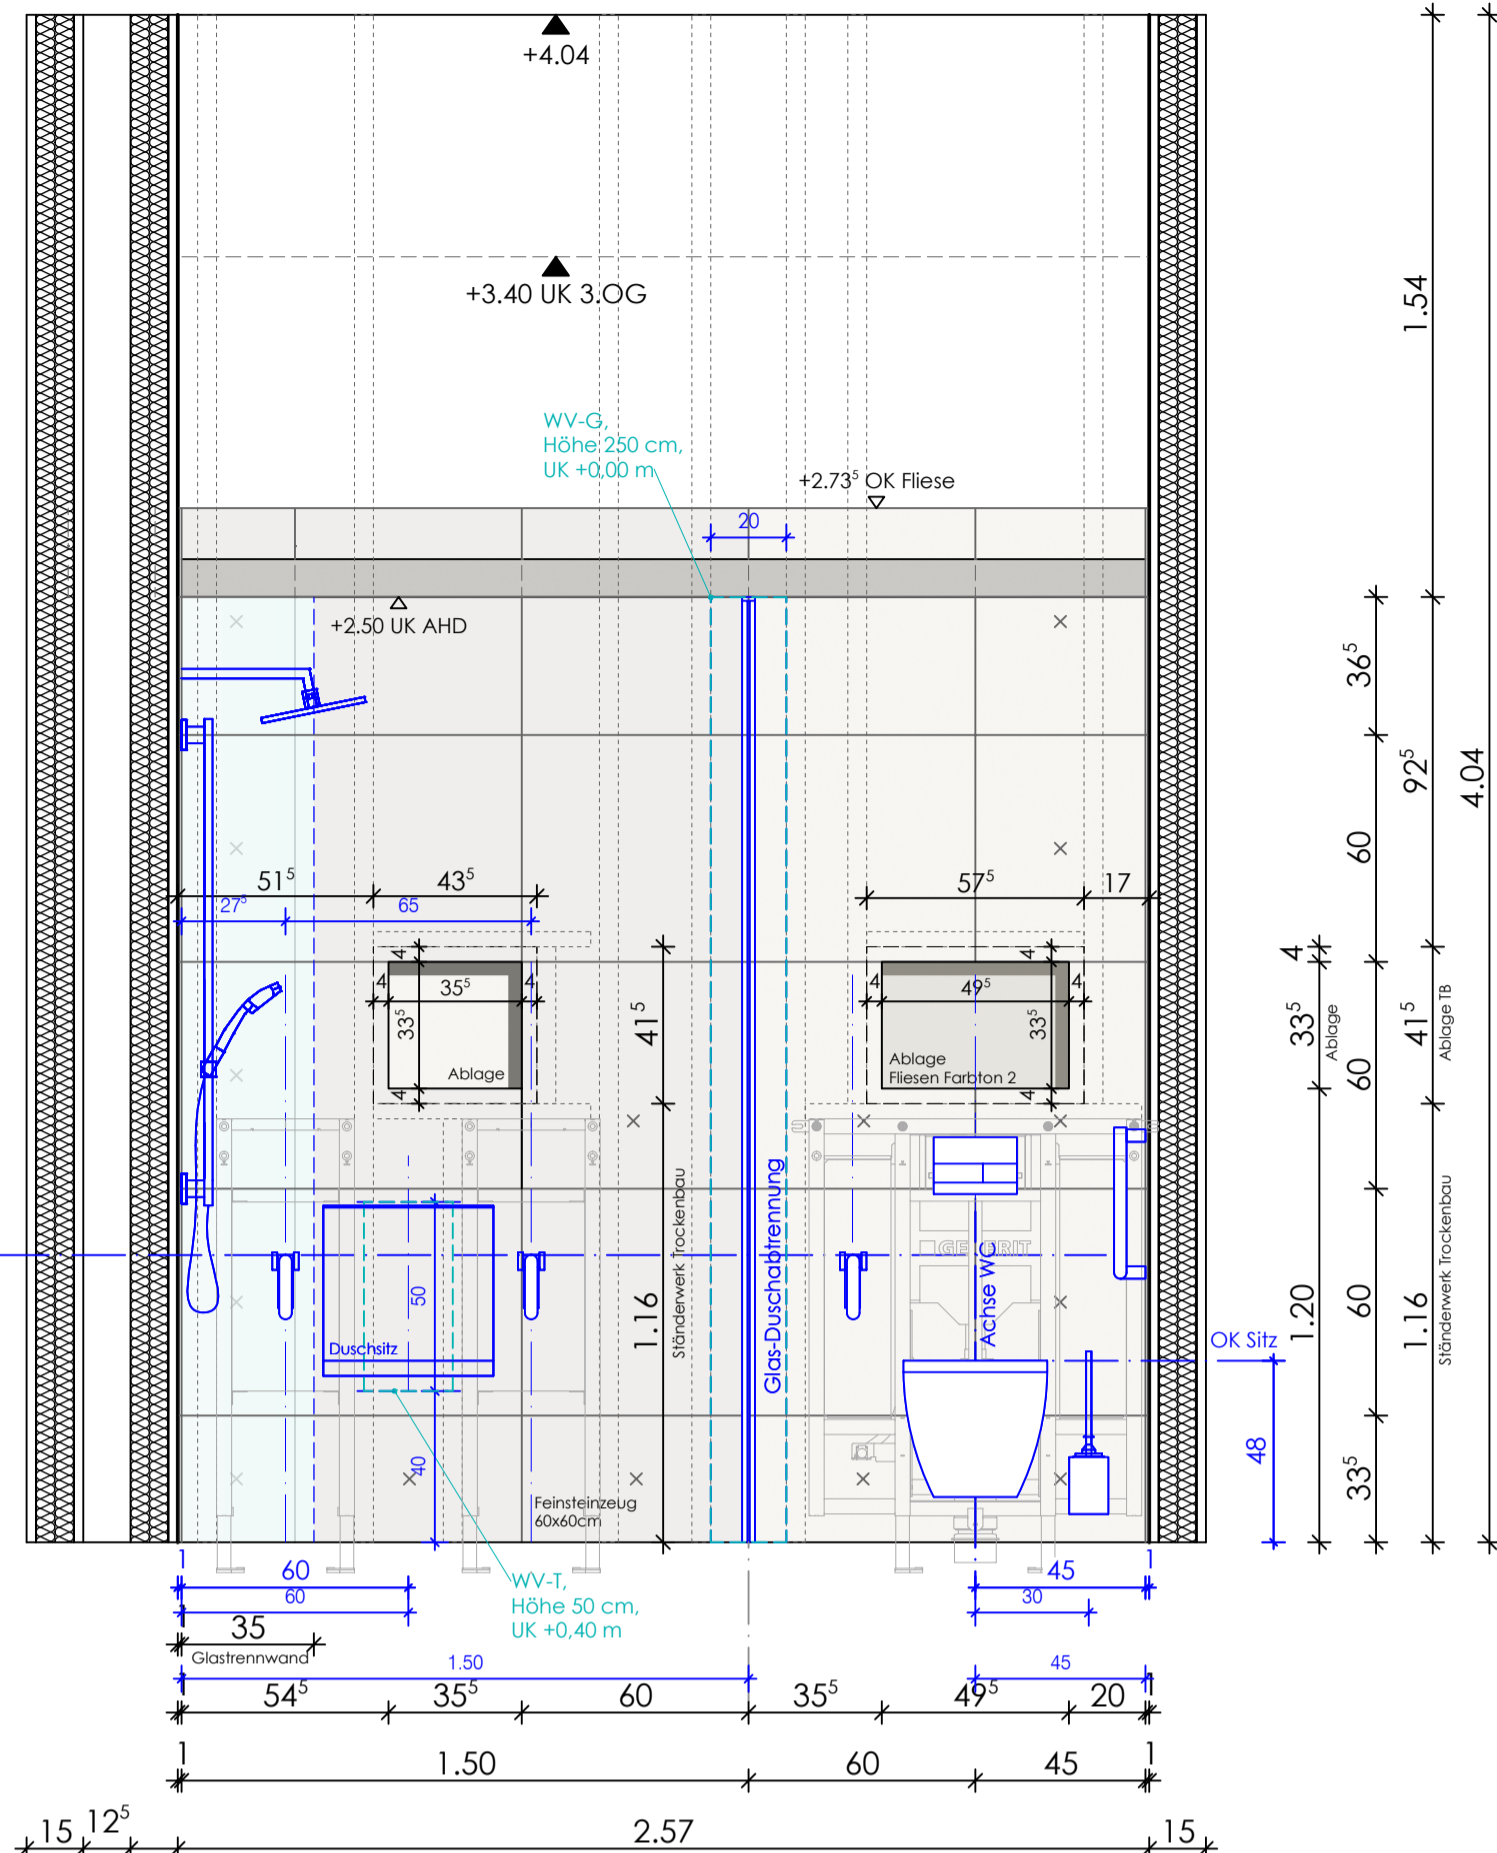 +4.04
+3.40 UK 3.OG
1.54
WV-G,
Höhe 250 cm,
UK +0,00 m
+2.73⁵ OK Fliese
20
+2.50 UK AHD
36⁵
92⁵
4.04
60
51⁵
43⁵
57⁵
17
27⁵
65
4
4
4
4
35⁵
4
4
49⁵
4
33⁵
33⁵
41⁵
33⁵
Ablage
41⁵
Ablage TB
60
Ablage
Ablage
Fliesen Farbton 2
4
4
Ständerwerk Trockenbau
1.16
Glas-Duschabtrennung
GEBERIT
Achse WC
50
Duschsitz
1.20
60
1.16
Ständerwerk Trockenbau
OK Sitz
48
33⁵
40
Feinsteinzeug
60x60cm
1
60
60
WV-T,
Höhe 50 cm,
UK +0,40 m
45
1
30
35
Glastrennwand
1.50
45
54⁵
35⁵
60
35⁵
49⁵
20
1
1
1.50
60
45
1
15
12⁵
2.57
15